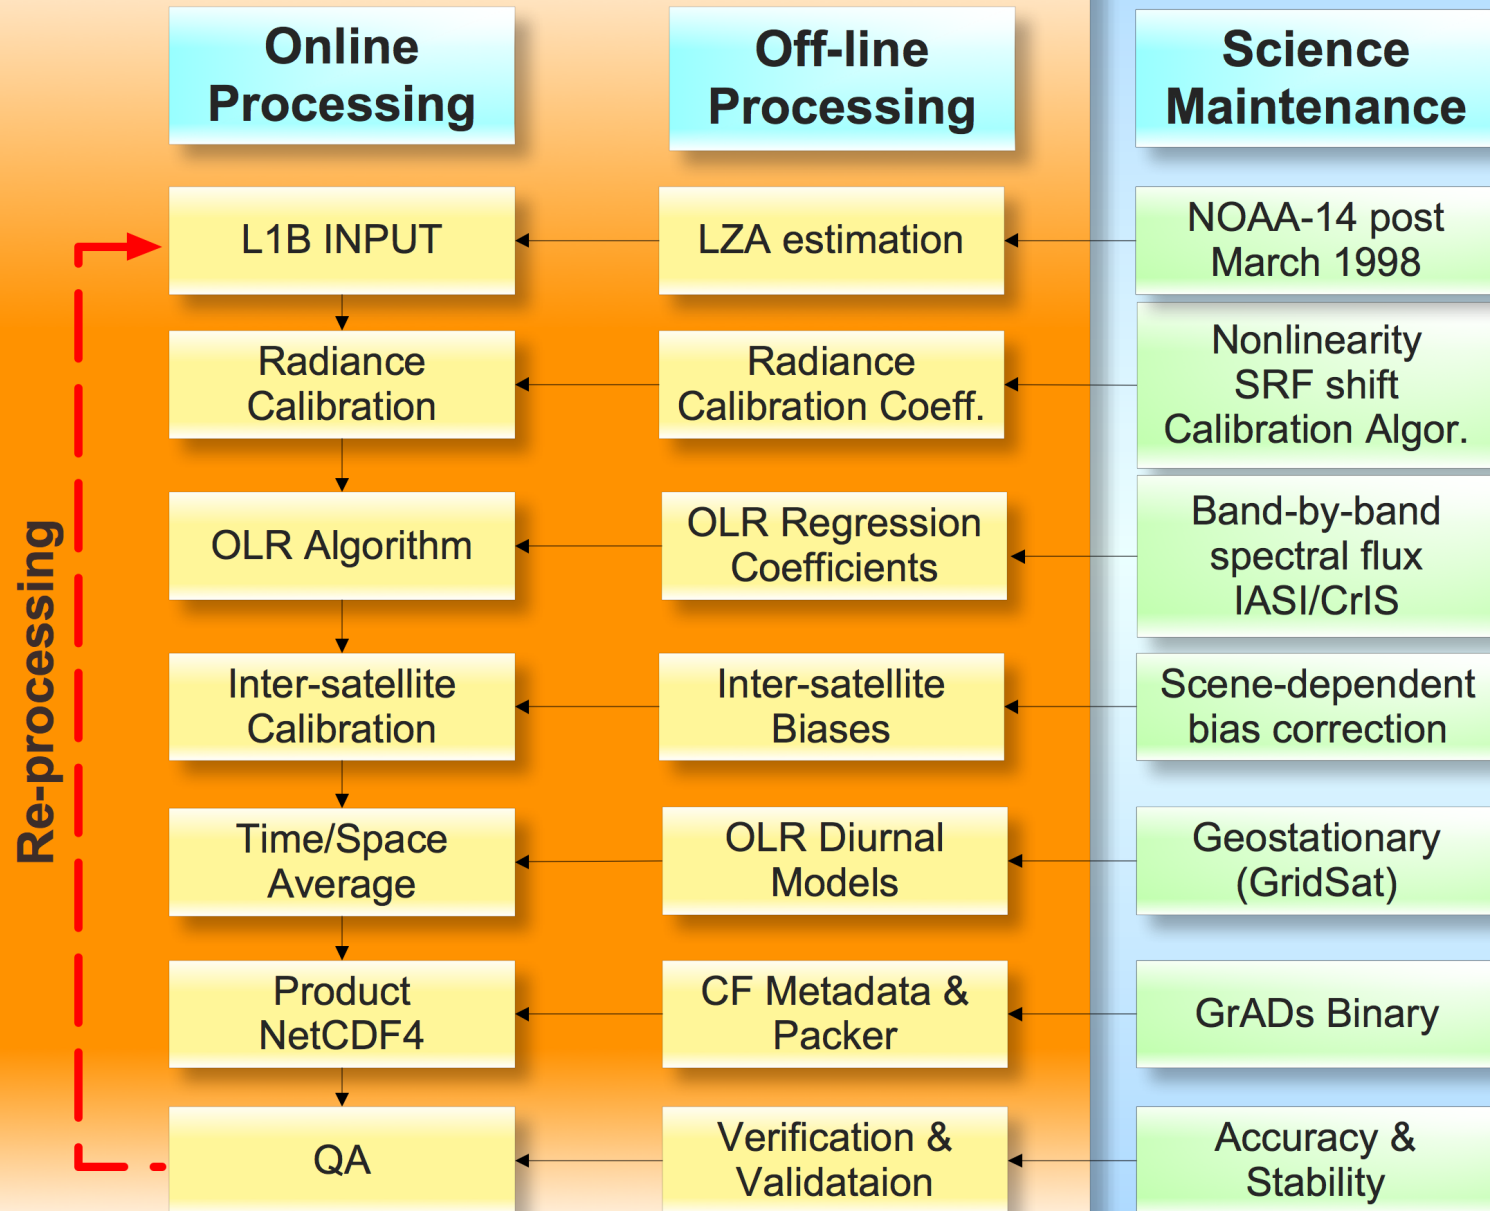 Online
Processing
Off-line
Processing
Science
Maintenance
L1B INPUT
LZA estimation
NOAA-14 post
March 1998
Radiance
Calibration
Radiance
Calibration Coeff.
Nonlinearity
SRF shift
Calibration Algor.
OLR Algorithm
OLR Regression
Coefficients
Band-by-band
spectral flux
IASI/CrIS
Inter-satellite
Calibration
Inter-satellite
Biases
Scene-dependent
bias correction
Time/Space
Average
OLR Diurnal
Models
Geostationary
(GridSat)
Product
NetCDF4
CF Metadata &
Packer
GrADs Binary
QA
Verification &
Validataion
Accuracy &
Stability
Re-processing